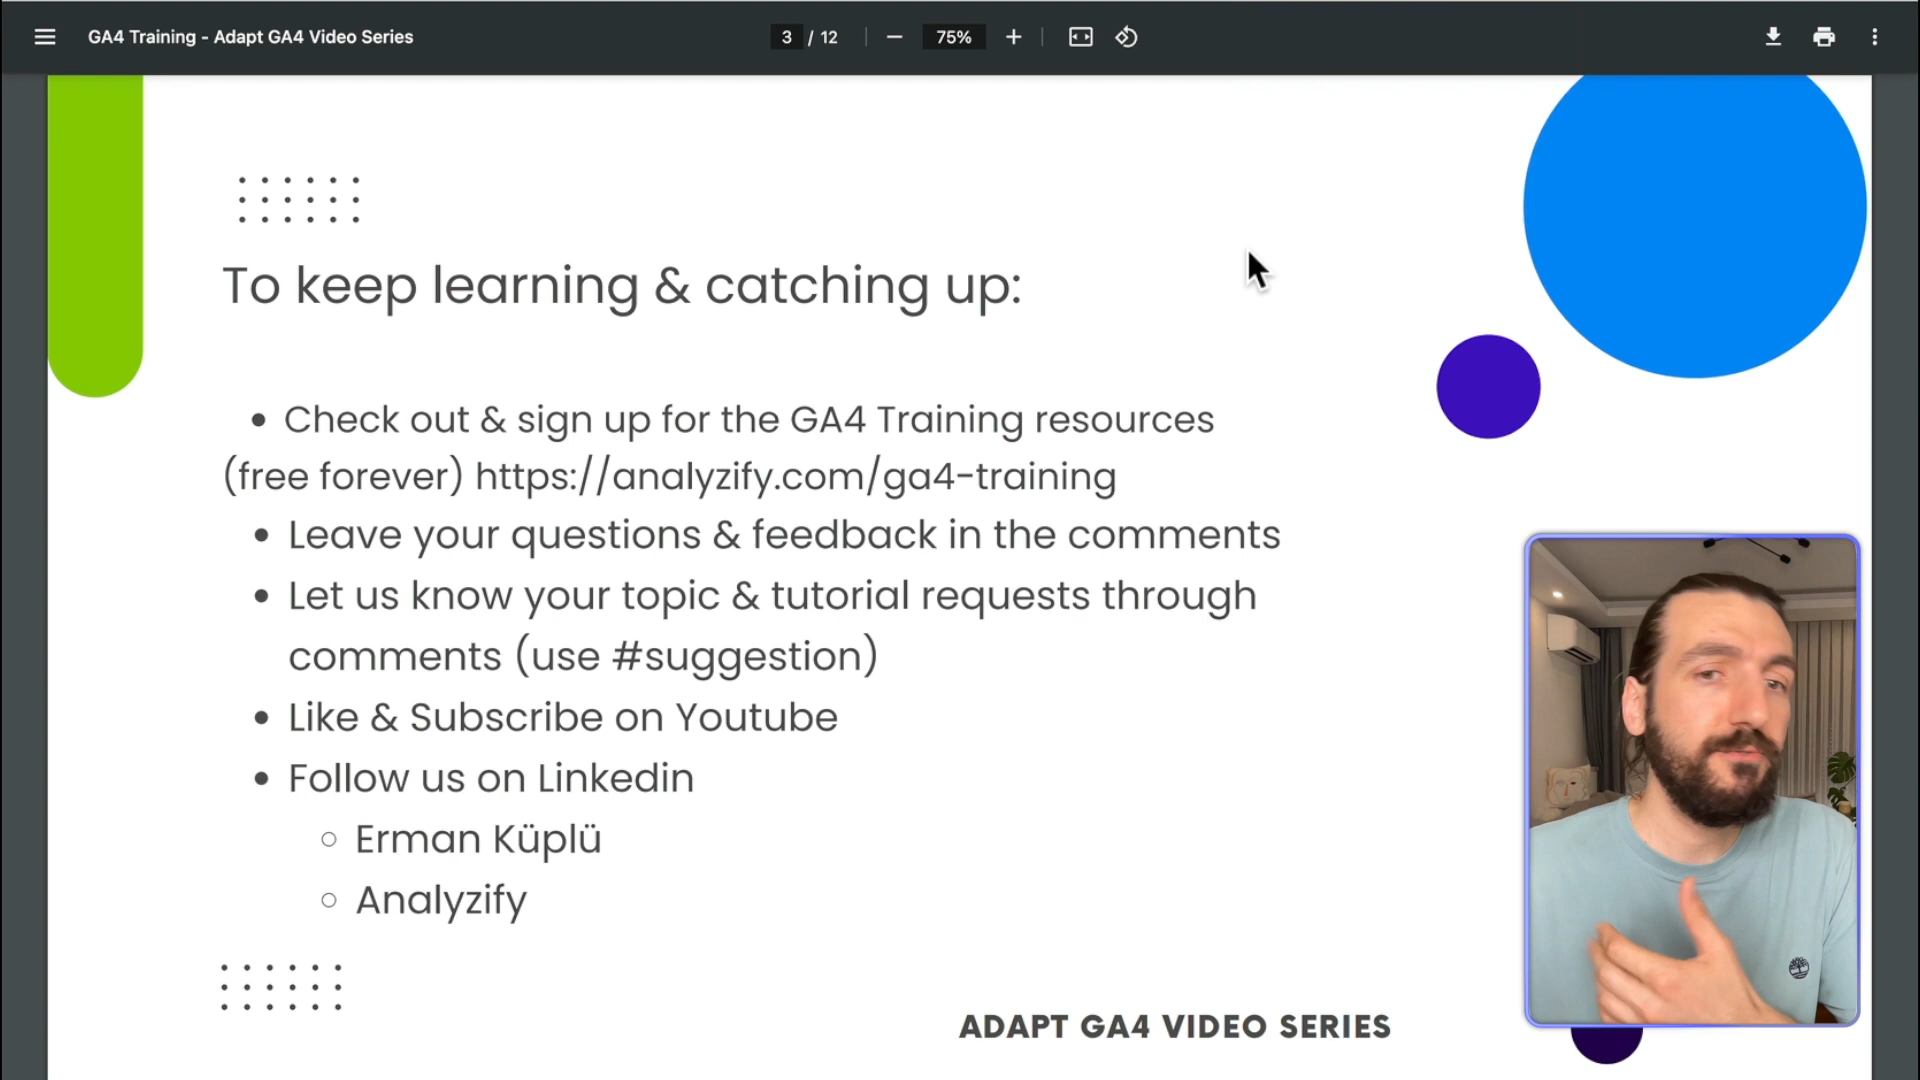 GA4 Training - Adapt GA4 Video Series
3 / 12
75%
To keep learning & catching up:
• Check out & sign up for the GA4 Training resources
(free forever) https://analyzify.com/ga4-training
• Leave your questions & feedback in the comments
• Let us know your topic & tutorial requests through
comments (use #suggestion)
• Like & Subscribe on Youtube
• Follow us on Linkedin
○ Erman Küplü
○ Analyzify
ADAPT GA4 VIDEO SERIES